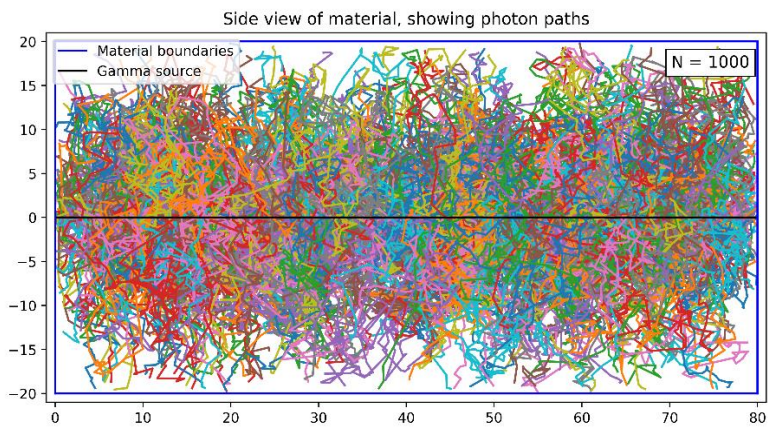 Side view of material, showing photon paths
Material boundaries
Gamma source
N = 1000
20
15
10
5
0
−5
−10
−15
−20
0 10 20 30 40 50 60 70 80